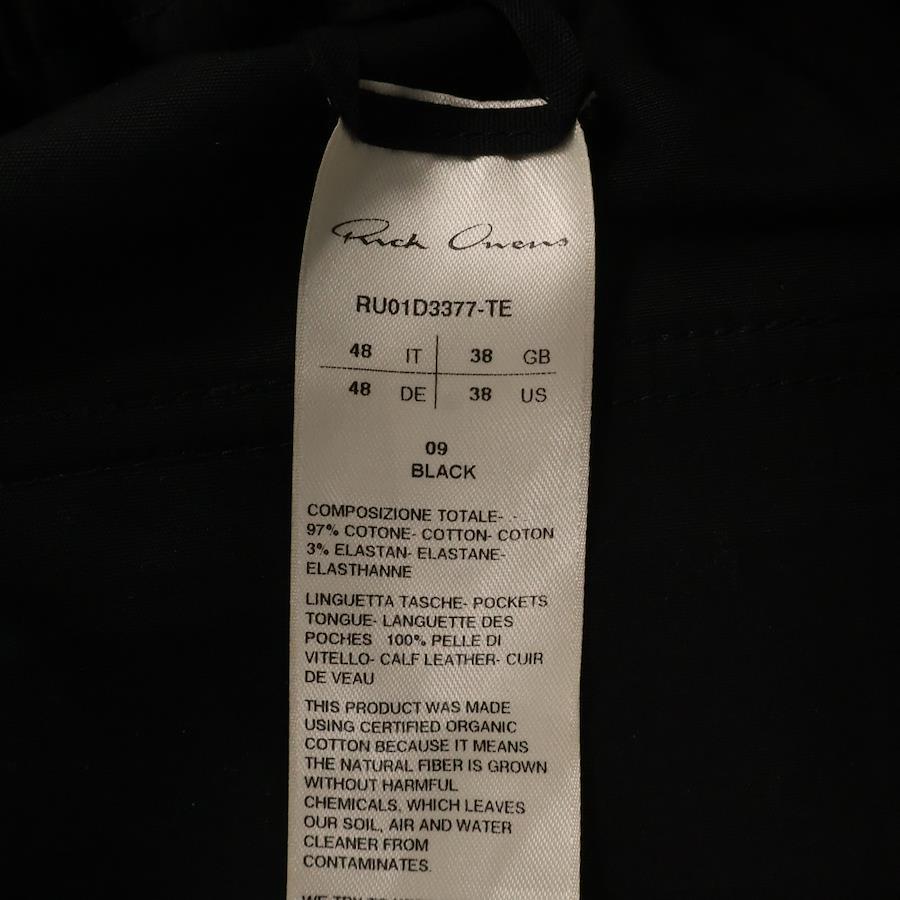 Rick Owens
RU01D3377-TE
48 IT 38 GB
48 DE 38 US
09
BLACK
COMPOSIZIONE TOTALE- -
97% COTONE- COTTON- COTON
3% ELASTAN- ELASTANE-
ELASTHANNE
LINGUETTA TASCHE- POCKETS
TONGUE- LANGUETTE DES
POCHES 100% PELLE DI
VITELLO- CALF LEATHER- CUIR
DE VEAU
THIS PRODUCT WAS MADE
USING CERTIFIED ORGANIC
COTTON BECAUSE IT MEANS
THE NATURAL FIBER IS GROWN
WITHOUT HARMFUL
CHEMICALS, WHICH LEAVES
OUR SOIL, AIR AND WATER
CLEANER FROM
CONTAMINATES.
WE TRY